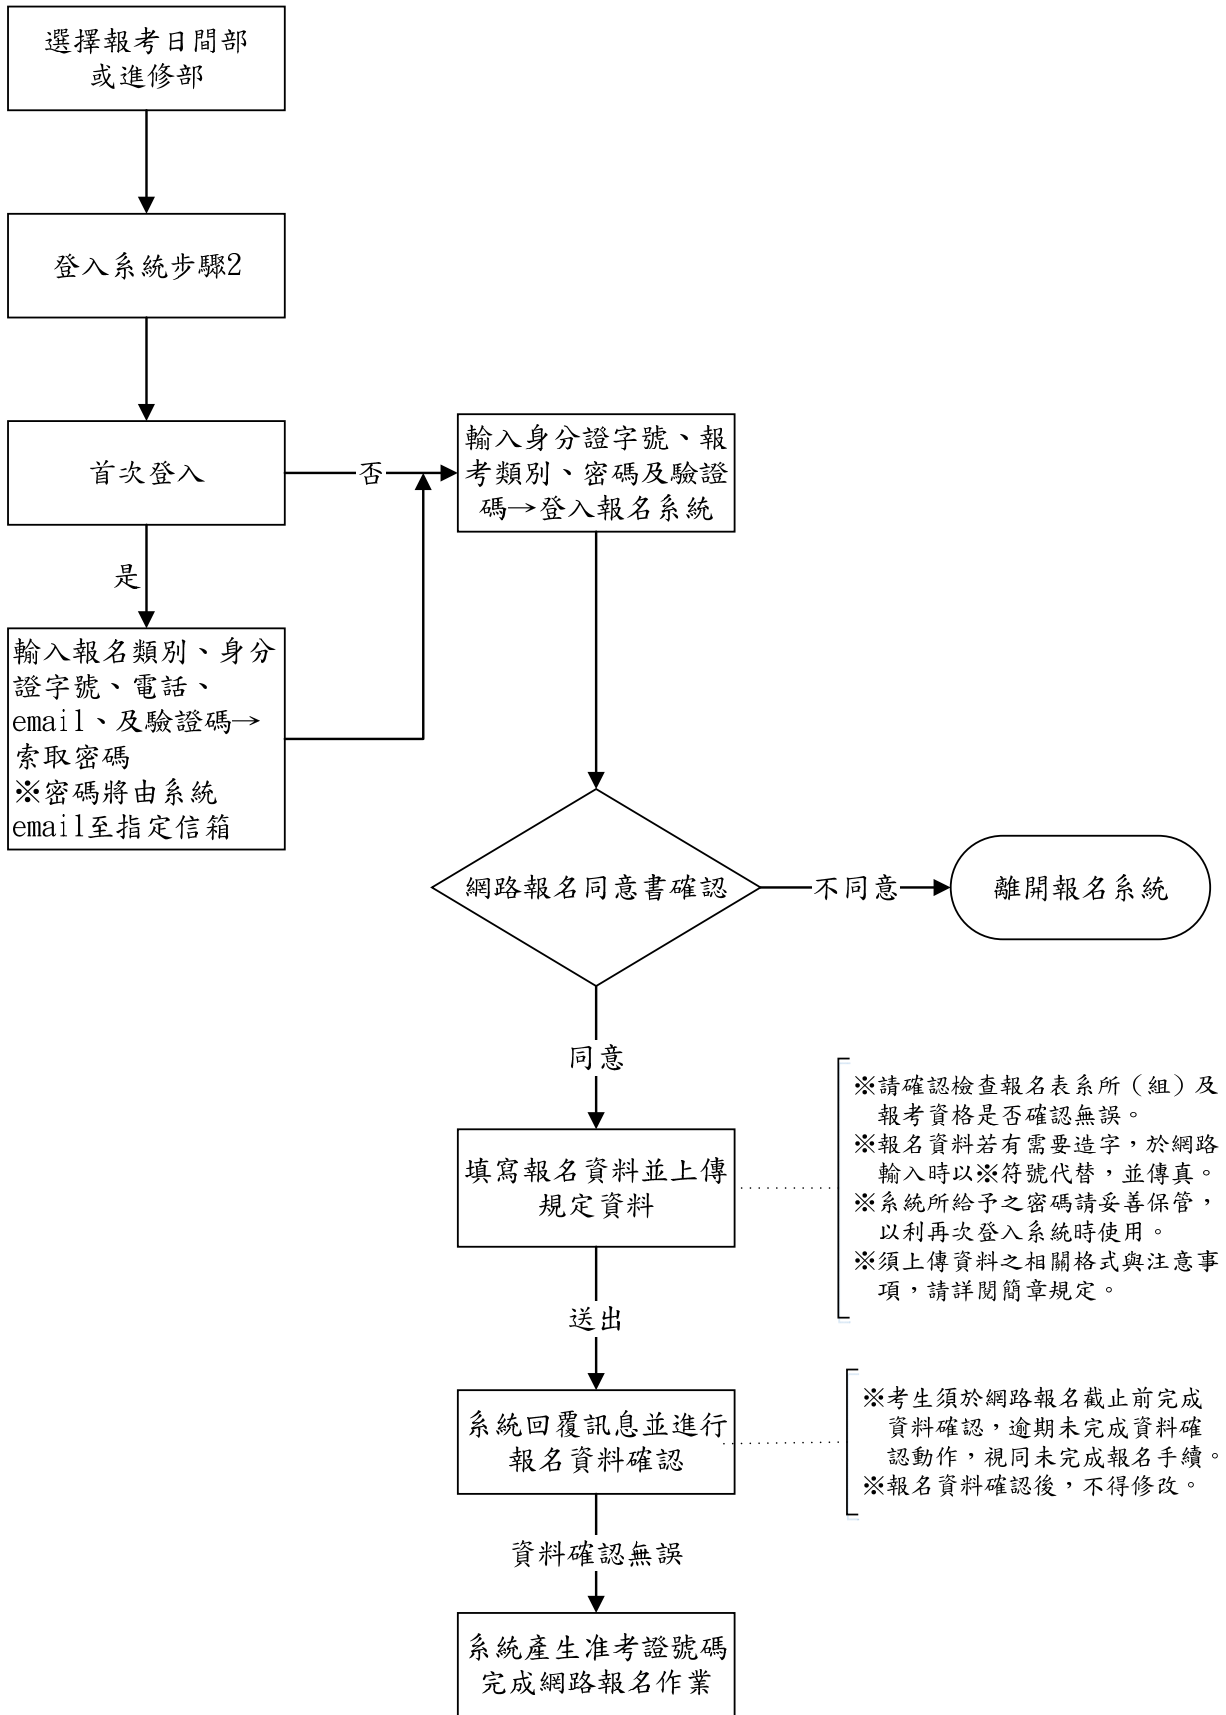 選擇報考日間部
或進修部
登入系統步驟2
首次登入
否
是
輸入報名類別、身分
證字號、電話、
email、及驗證碼→
索取密碼
※密碼將由系統
email至指定信箱
輸入身分證字號、報
考類別、密碼及驗證
碼→登入報名系統
網路報名同意書確認
不同意
離開報名系統
同意
填寫報名資料並上傳
規定資料
※請確認檢查報名表系所（組）及
報考資格是否確認無誤。
※報名資料若有需要造字，於網路
輸入時以※符號代替，並傳真。
※系統所給予之密碼請妥善保管，
以利再次登入系統時使用。
※須上傳資料之相關格式與注意事
項，請詳閱簡章規定。
送出
系統回覆訊息並進行
報名資料確認
※考生須於網路報名截止前完成
資料確認，逾期未完成資料確
認動作，視同未完成報名手續。
※報名資料確認後，不得修改。
資料確認無誤
系統產生准考證號碼
完成網路報名作業